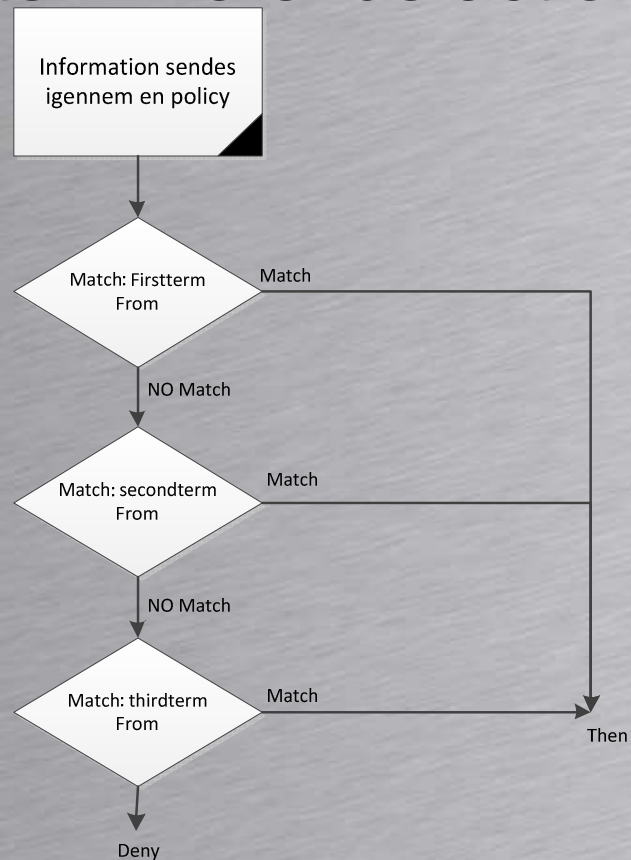 Information sendes
igennem en policy
Match: Firstterm
From
Match
NO Match
Match: secondterm
From
Match
NO Match
Match: thirdterm
From
Match
Then
Deny